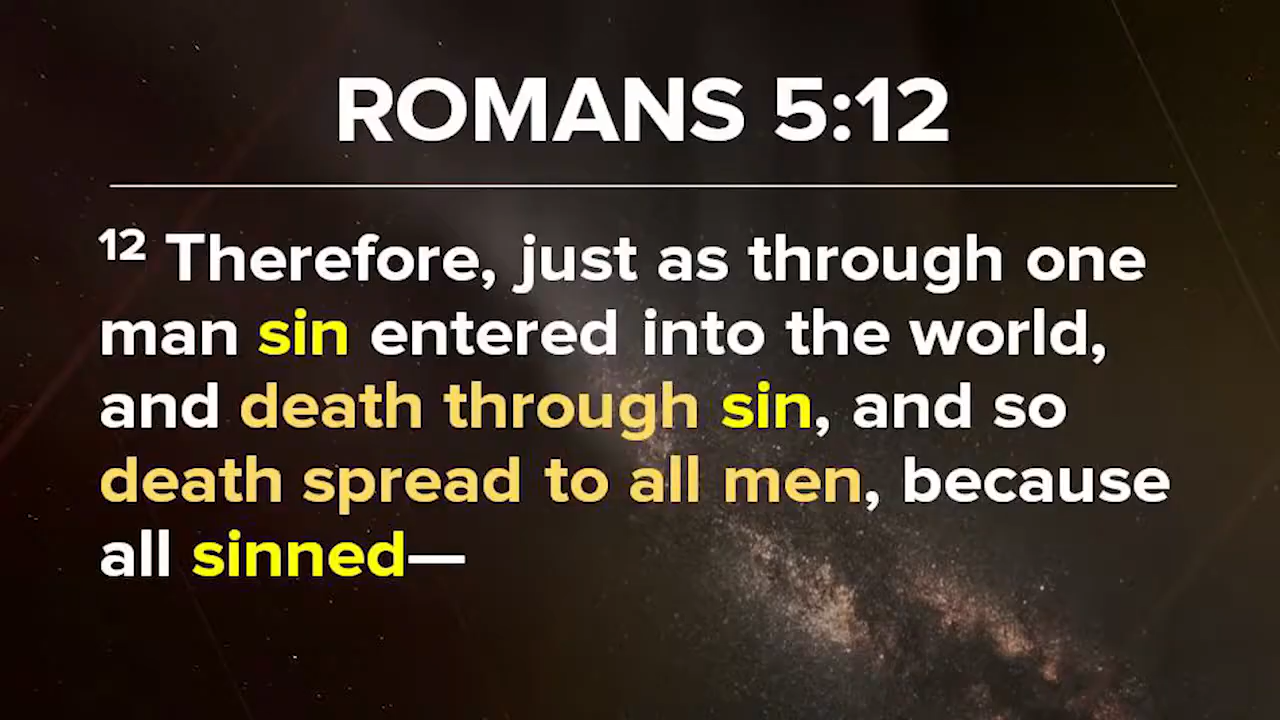 ROMANS 5:12
12 Therefore, just as through one
man sin entered into the world,
and death through sin, and so
death spread to all men, because
all sinned—